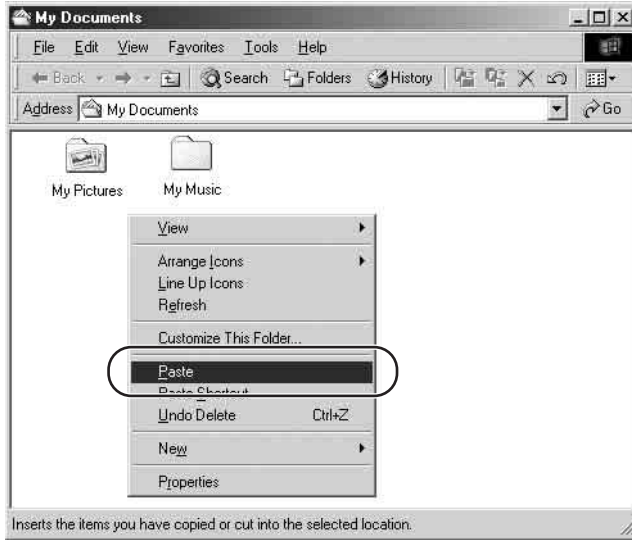 My Documents
File Edit View Favorites Tools Help
Back Search Folders History
Address My Documents Go
My Pictures My Music
View
Arrange Icons
Line Up Icons
Refresh
Customize This Folder...
Paste
Paste Shortcut
Undo Delete Ctrl+Z
New
Properties
Inserts the items you have copied or cut into the selected location.